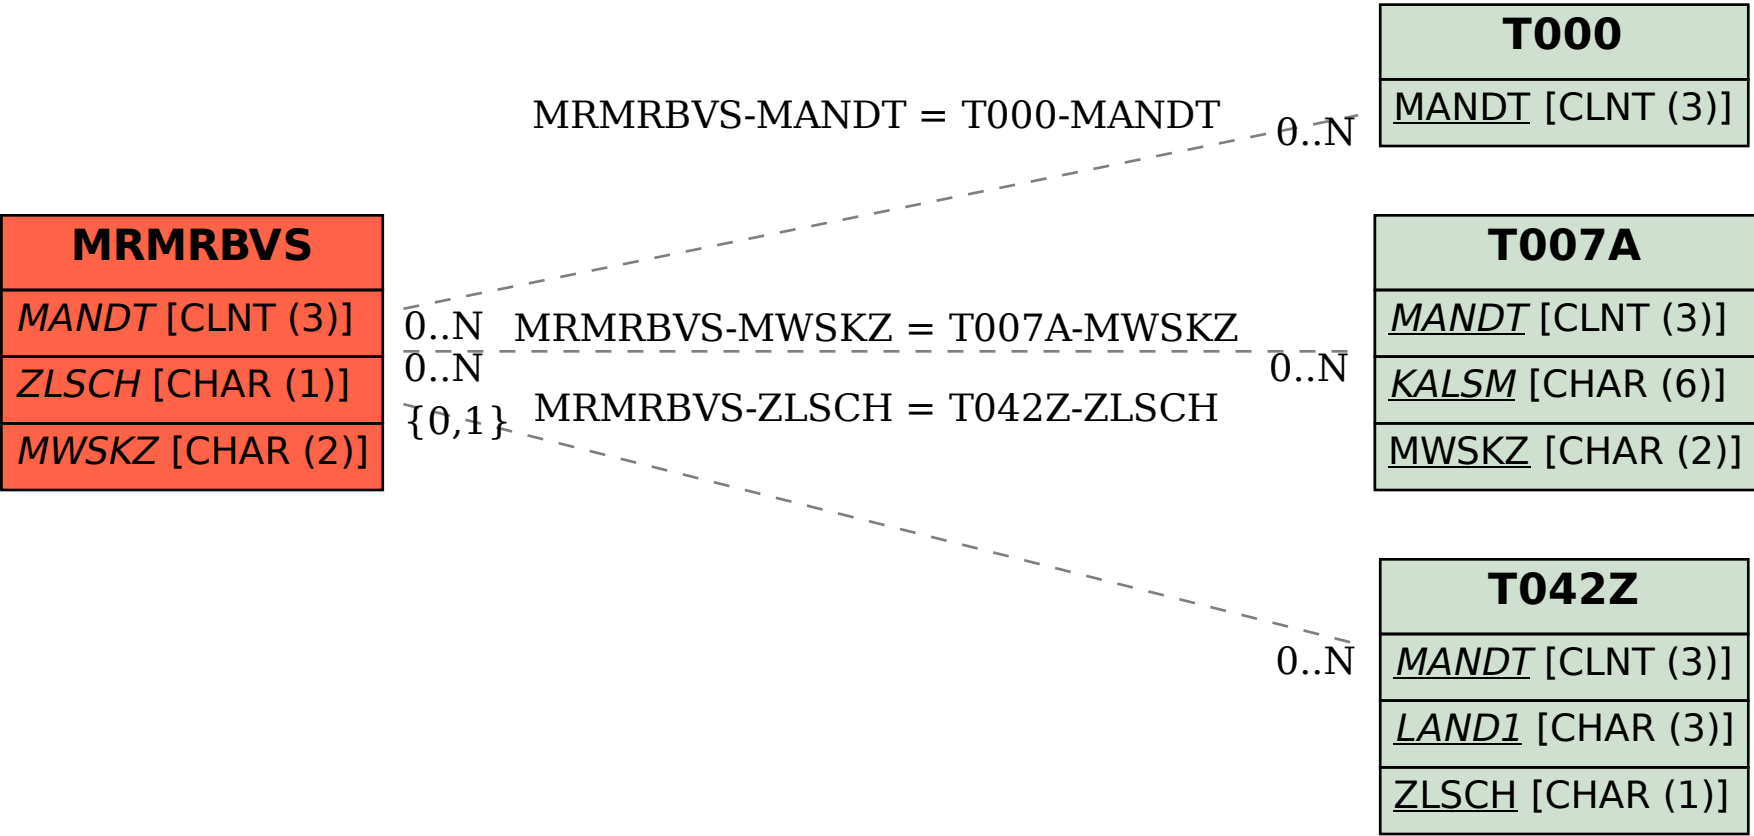 T000
MANDT [CLNT (3)]
MRMRBVS-MANDT = T000-MANDT
0..N
MRMRBVS
MANDT [CLNT (3)]
ZLSCH [CHAR (1)]
MWSKZ [CHAR (2)]
0..N
MRMRBVS-MWSKZ = T007A-MWSKZ
0..N
0..N
{0,1}
MRMRBVS-ZLSCH = T042Z-ZLSCH
0..N
T007A
MANDT [CLNT (3)]
KALSM [CHAR (6)]
MWSKZ [CHAR (2)]
T042Z
MANDT [CLNT (3)]
LAND1 [CHAR (3)]
ZLSCH [CHAR (1)]